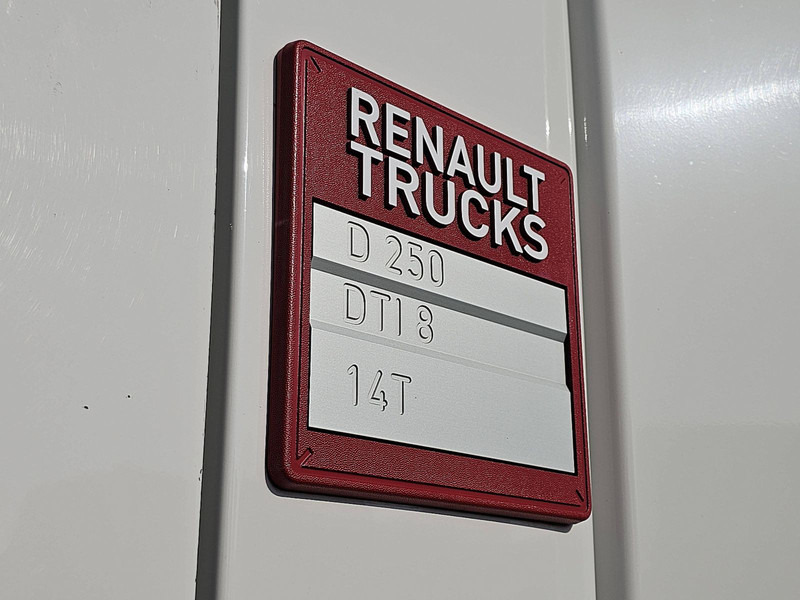 RENAULT
TRUCKS
D 250
DTI 8
14T